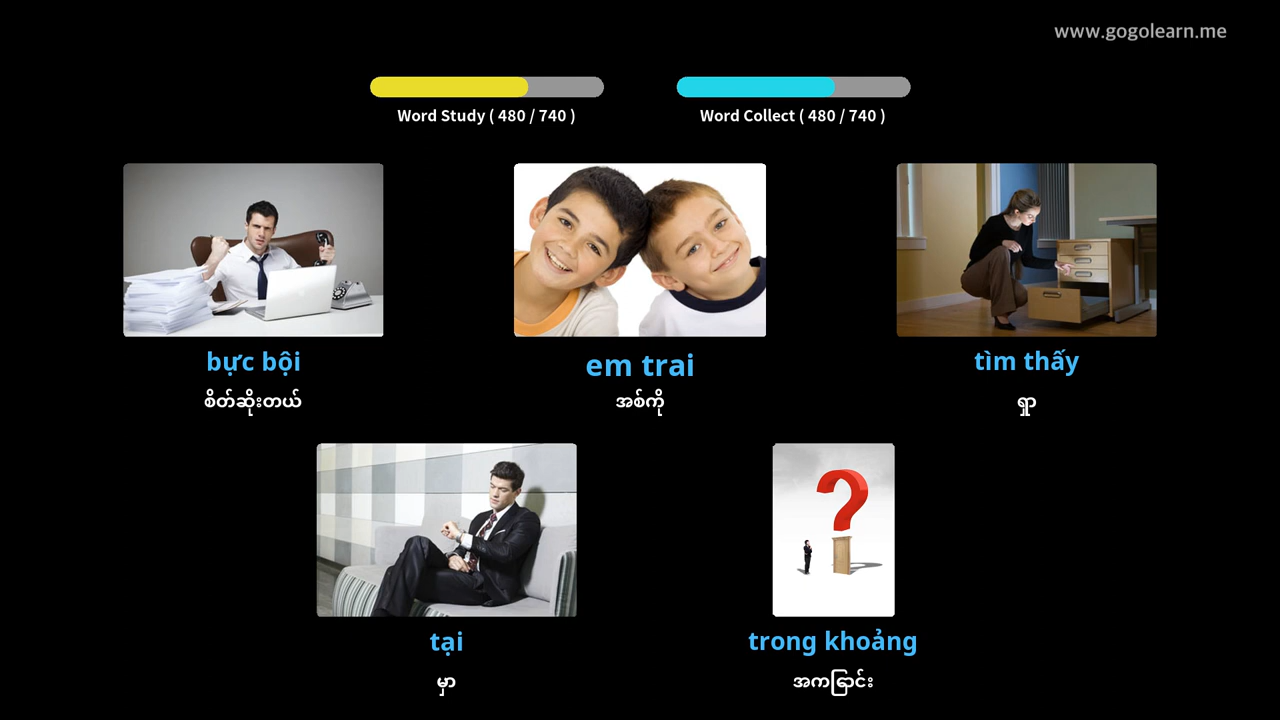 www.gogolearn.me
Word Study ( 480 / 740 )
Word Collect ( 480 / 740 )
bực bội
em trai
tìm thấy
စိတ်ဆိုးတယ်
အစ်ကို
ရှာ
tại
trong khoảng
မှာ
အကြောင်း